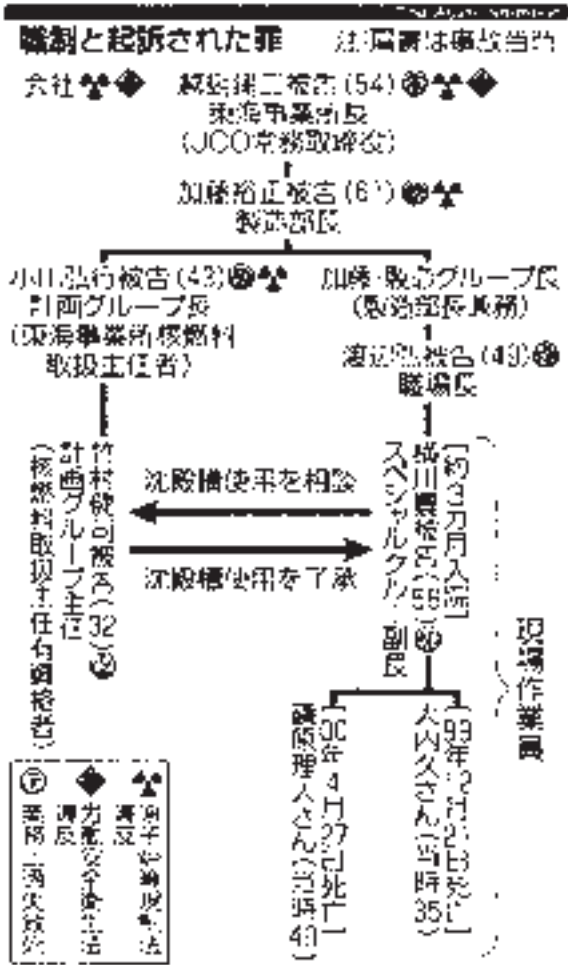 職制と起訴された罪
注:肩書は事故当時
会社
越島建三被告(54)
東海事業所長
(JCO常務取締役)
加藤裕正被告(61)
製造部長
小川弘行被告(43)
計画グループ長
(東海事業所核燃料
取扱主任者)
加藤・製造グループ長
(製造部長兼務)
渡辺弘被告(49)
職場長
竹村健司被告(32)
計画グループ主任
(核燃料取扱主任有資格者)
沈殿槽使用を相談
沈殿槽使用を了承
[約3カ月入院]
横川豊被告(56)
スペシャルクルー副長
現場作業員
[99年12月21日死亡]
大内久さん(当時35)
[00年4月27日死亡]
篠原理人さん(当時40)
原子炉等規制法
違反
労働安全衛生法
違反
業務上過失致死